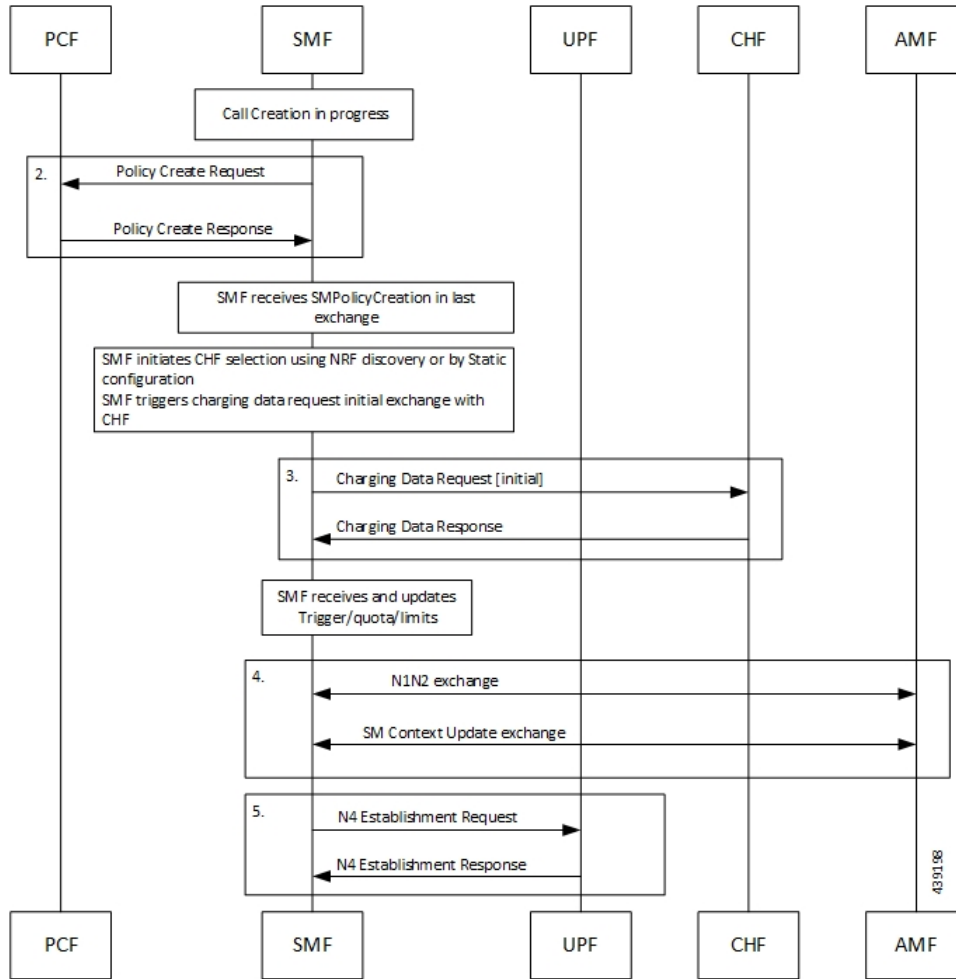 PCF
SMF
UPF
CHF
AMF
Call Creation in progress
2.
Policy Create Request
Policy Create Response
SMF receives SMPolicyCreation in last
exchange
SMF initiates CHF selection using NRF discovery or by Static
configuration
SMF triggers charging data request initial exchange with
CHF
3.
Charging Data Request [initial]
Charging Data Response
SMF receives and updates
Trigger/quota/limits
4.
N1N2 exchange
SM Context Update exchange
5.
N4 Establishment Request
N4 Establishment Response
439198
PCF
SMF
UPF
CHF
AMF